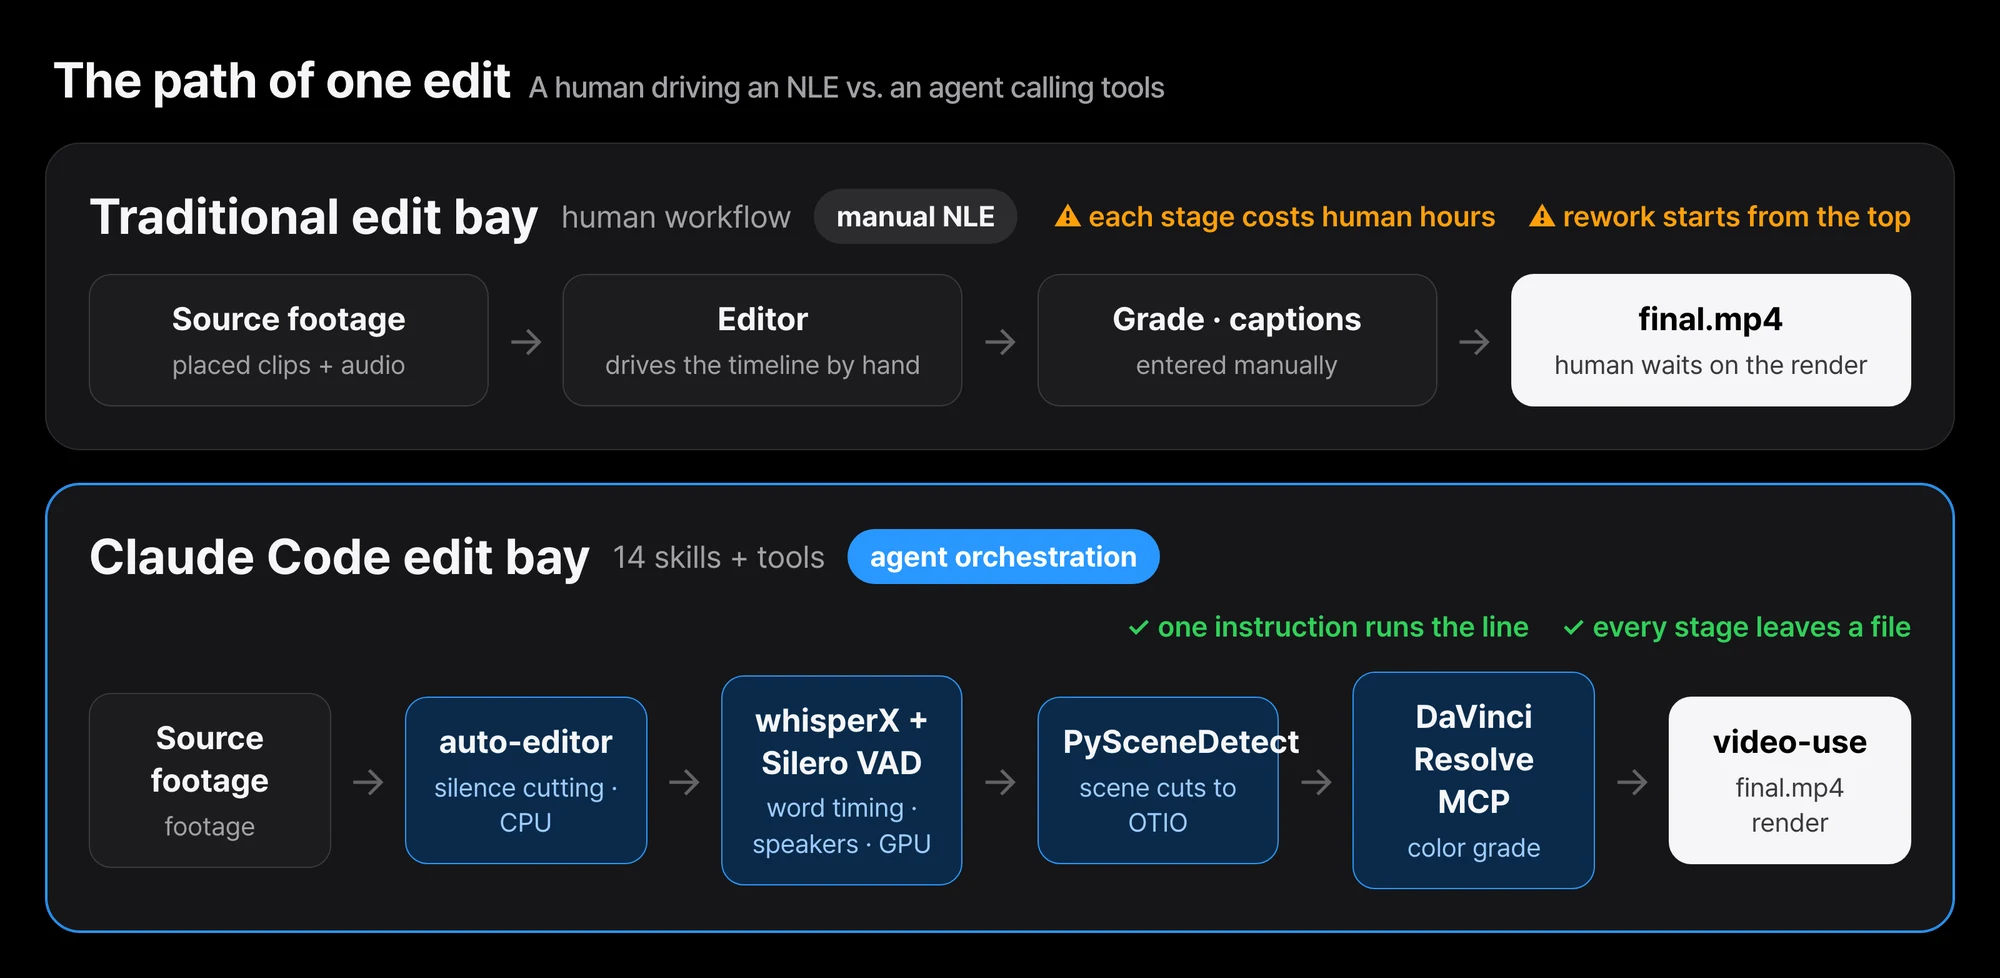 The path of one edit A human driving an NLE vs. an agent calling tools
Traditional edit bay human workflow manual NLE ⚠ each stage costs human hours ⚠ rework starts from the top
Source footage
placed clips + audio
→
Editor
drives the timeline by hand
→
Grade · captions
entered manually
→
final.mp4
human waits on the render
Claude Code edit bay 14 skills + tools agent orchestration
✓ one instruction runs the line ✓ every stage leaves a file
Source
footage
footage
→
auto-editor
silence cutting ·
CPU
→
whisperX +
Silero VAD
word timing ·
speakers · GPU
→
PySceneDetect
scene cuts to
OTIO
→
DaVinci
Resolve
MCP
color grade
→
video-use
final.mp4
render